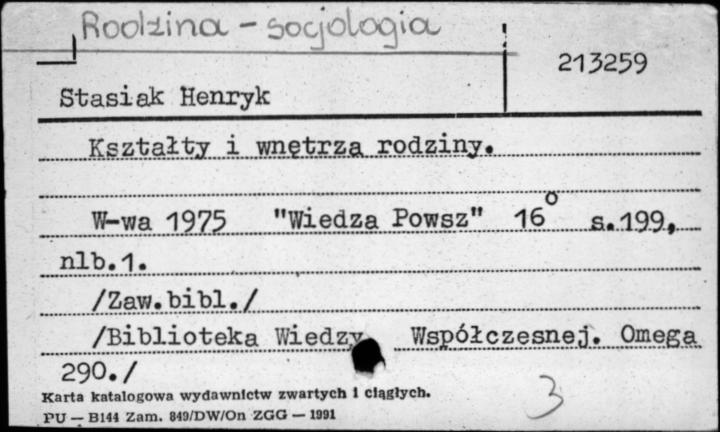 Rodzina - socjologia
213259
Stasiak Henryk
Kształty i wnętrza rodziny.
W-wa 1975 "Wiedza Powsz" 16° s.199,
nlb.1.
/Zaw.bibl./
/Biblioteka Wiedzy Współczesnej. Omega
290./
Karta katalogowa wydawnictw zwartych i ciągłych.
PU — B144 Zam. 849/DW/On ZGG — 1991
3